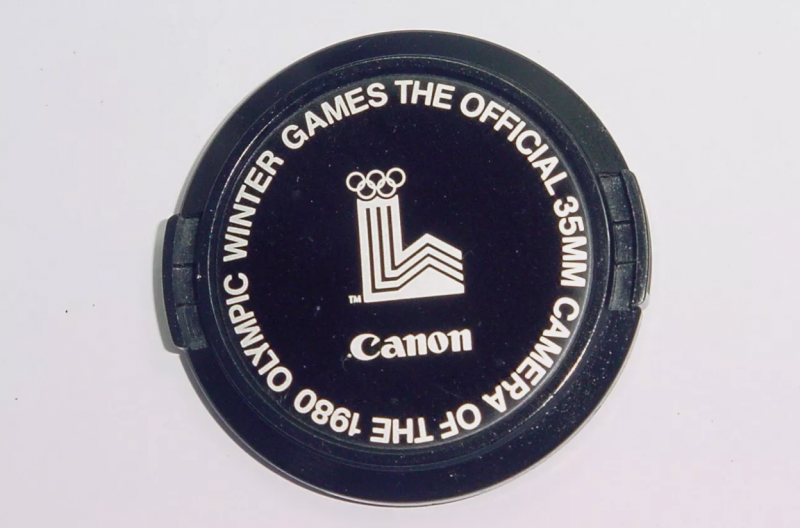 THE OFFICIAL 35MM CAMERA OF THE 1980 OLYMPIC WINTER GAMES
TM
Canon